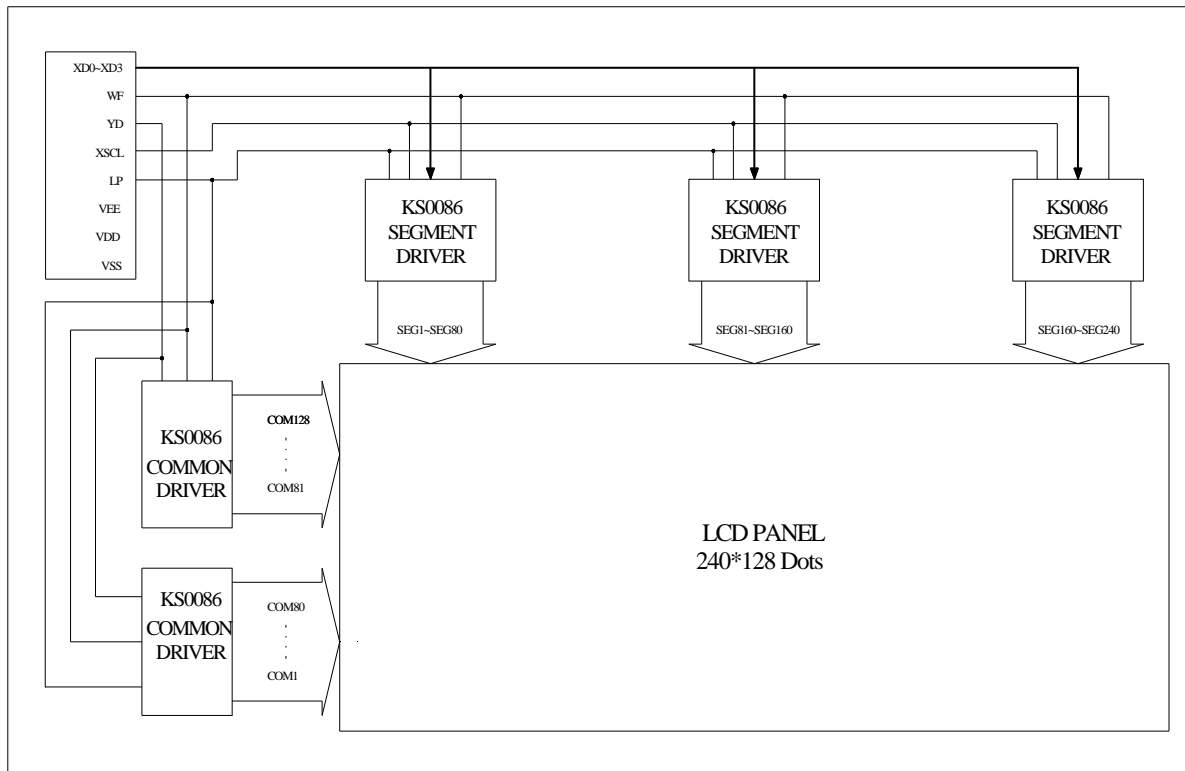 XD0~XD3
WF
YD
XSCL
LP
VEE
VDD
VSS
KS0086
SEGMENT
DRIVER
KS0086
SEGMENT
DRIVER
KS0086
SEGMENT
DRIVER
SEG1~SEG80
SEG81~SEG160
SEG160~SEG240
KS0086
COMMON
DRIVER
COM128
COM81
LCD PANEL
240*128 Dots
KS0086
COMMON
DRIVER
COM80
COM1